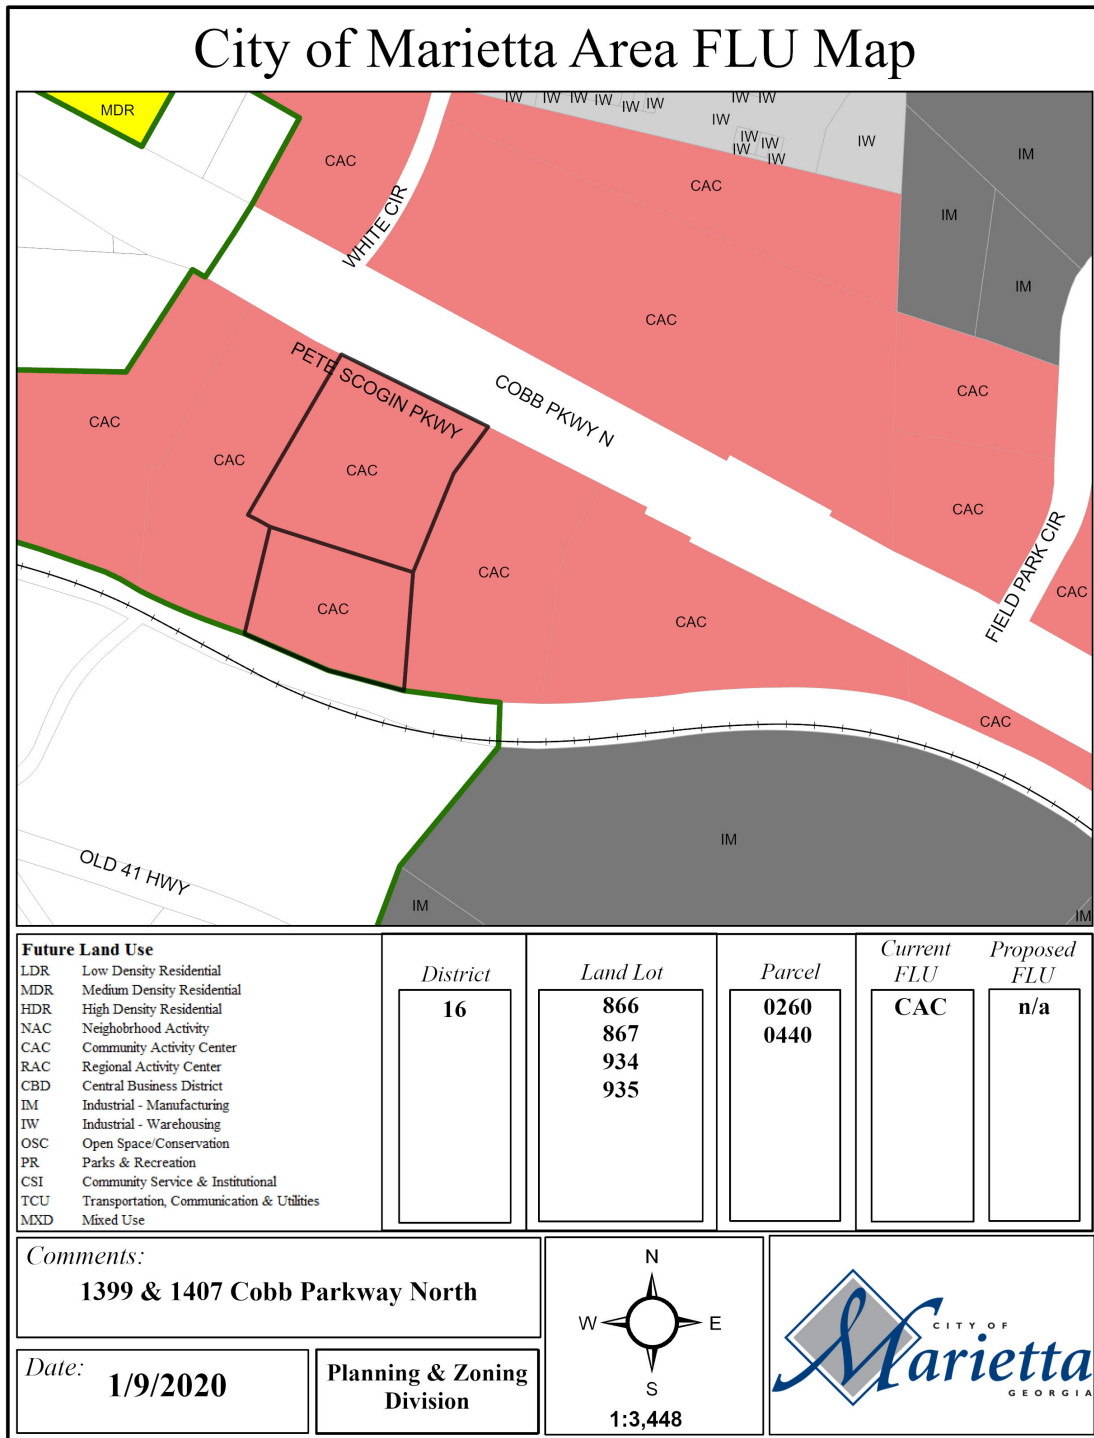 City of Marietta Area FLU Map
MDR
IW IW IW IW IW IW IW IW
IW
IW IW
IW
IW
IW
IM
CAC
CAC
WHITE CIR
IM
IM
CAC
PETE SCOGIN PKWY
COBB PKWY N
CAC
CAC
CAC
CAC
CAC
FIELD PARK CIR
CAC
CAC
CAC
CAC
CAC
IM
OLD 41 HWY
IM
IM
Future Land Use
LDR Low Density Residential
MDR Medium Density Residential
HDR High Density Residential
NAC Neighobrhood Activity
CAC Community Activity Center
RAC Regional Activity Center
CBD Central Business District
IM Industrial - Manufacturing
IW Industrial - Warehousing
OSC Open Space/Conservation
PR Parks & Recreation
CSI Community Service & Institutional
TCU Transportation, Communication & Utilities
MXD Mixed Use
District
16
Land Lot
866
867
934
935
Parcel
0260
0440
Current
FLU
CAC
Proposed
FLU
n/a
Comments:
1399 & 1407 Cobb Parkway North
Date:
1/9/2020
Planning & Zoning
Division
N
W E
S
1:3,448
CITY OF
Marietta
GEORGIA